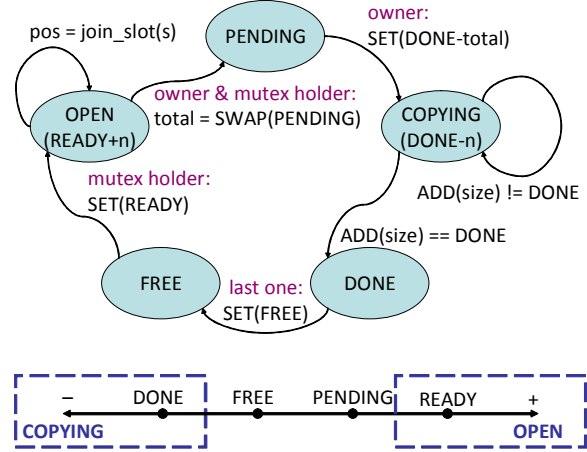 pos = join_slot(s)
PENDING
owner:
SET(DONE-total)
OPEN
(READY+n)
owner & mutex holder:
total = SWAP(PENDING)
COPYING
(DONE-n)
mutex holder:
SET(READY)
ADD(size) != DONE
ADD(size) == DONE
FREE
last one:
SET(FREE)
DONE
– DONE FREE PENDING READY +
COPYING OPEN